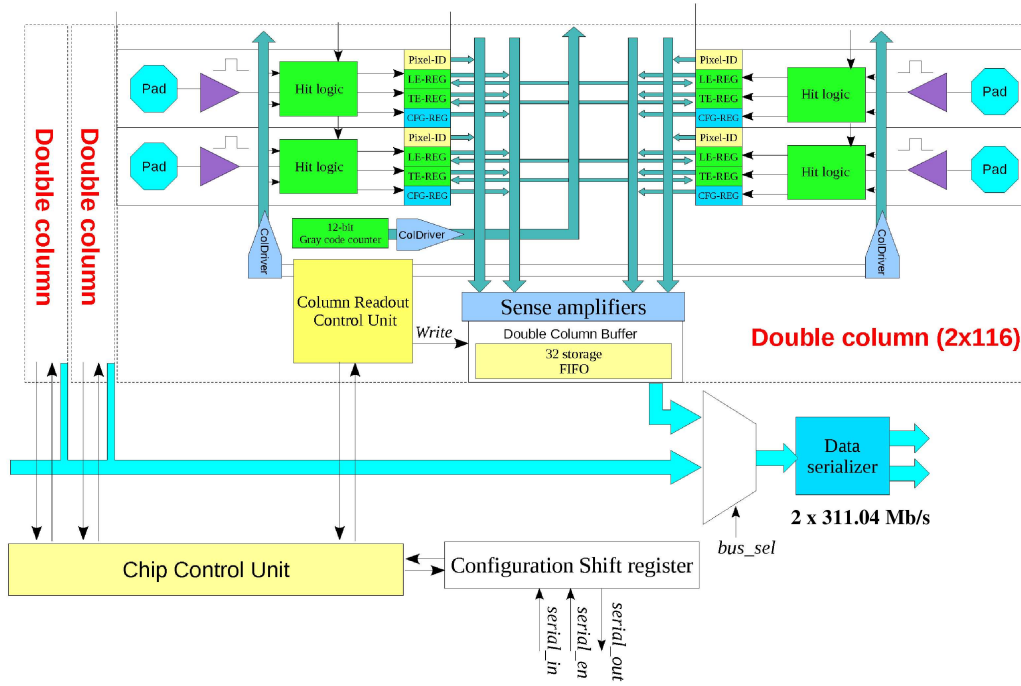 Pad
Hit logic
Pixel-ID
LE-REG
TE-REG
CFG-REG
Pixel-ID
LE-REG
TE-REG
CFG-REG
Hit logic
Pad
Pad
Hit logic
Pixel-ID
LE-REG
TE-REG
CFG-REG
Pixel-ID
LE-REG
TE-REG
CFG-REG
Hit logic
Pad
Double column
Double column
ColDriver
12-bit
Gray code counter
ColDriver
ColDriver
Column Readout
Control Unit
Write
Sense amplifiers
Double Column Buffer
32 storage
FIFO
Double column (2x116)
Data
serializer
2 x 311.04 Mb/s
bus_sel
Chip Control Unit
Configuration Shift register
serial_in
serial_en
serial_out